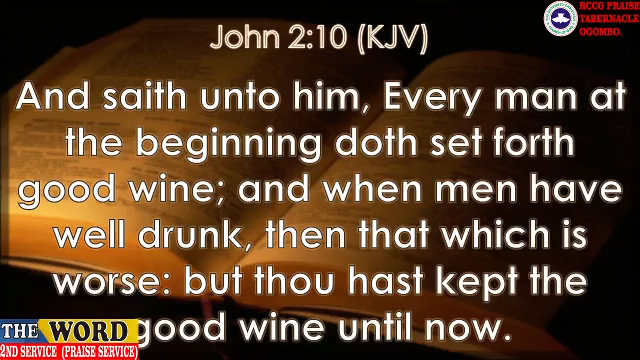 John 2:10 (KJV)
RCCG PRAISE
TABERNACLE
OGOMBO.
And saith unto him, Every man at
the beginning doth set forth
good wine; and when men have
well drunk, then that which is
worse: but thou hast kept the
good wine until now.
THE WORD
2ND SERVICE (PRAISE SERVICE)